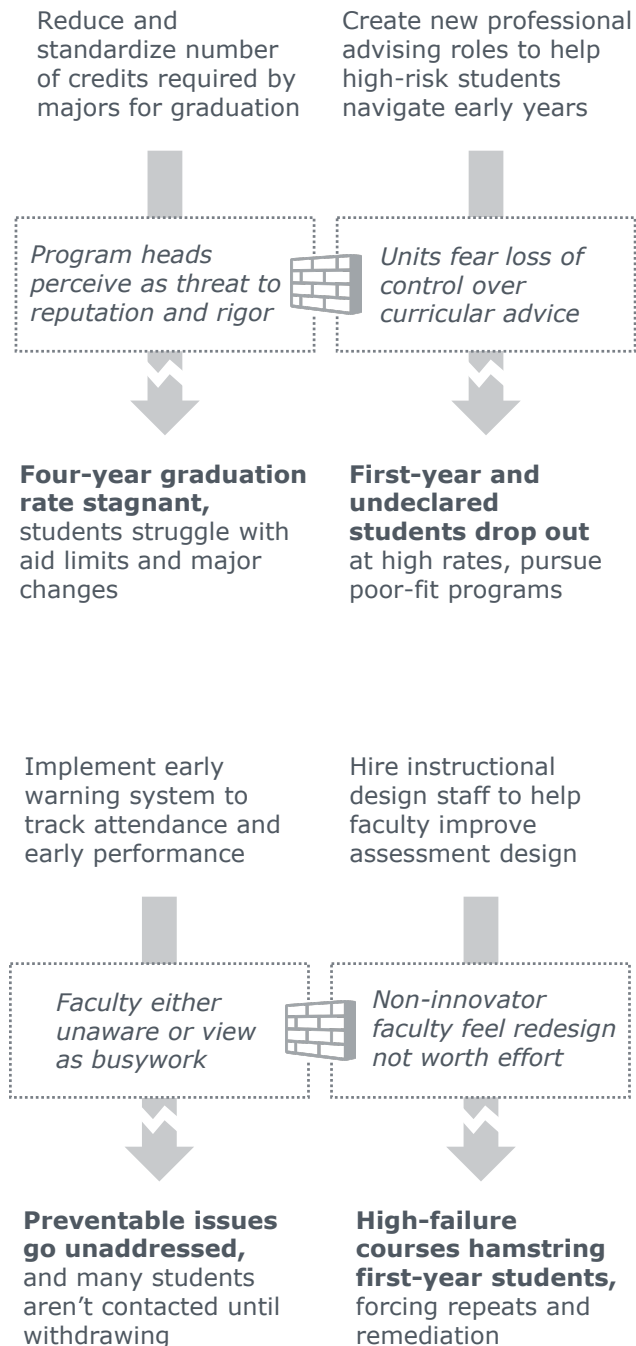 Reduce and
standardize number
of credits required by
majors for graduation
Program heads
perceive as threat to
reputation and rigor
Four-year graduation
rate stagnant,
students struggle with
aid limits and major
changes
Create new professional
advising roles to help
high-risk students
navigate early years
Units fear loss of
control over
curricular advice
First-year and
undeclared
students drop out
at high rates, pursue
poor-fit programs
Implement early
warning system to
track attendance and
early performance
Faculty either
unaware or view
as busywork
Preventable issues
go unaddressed,
and many students
aren’t contacted until
withdrawing
Hire instructional
design staff to help
faculty improve
assessment design
Non-innovator
faculty feel redesign
not worth effort
High-failure
courses hamstring
first-year students,
forcing repeats and
remediation